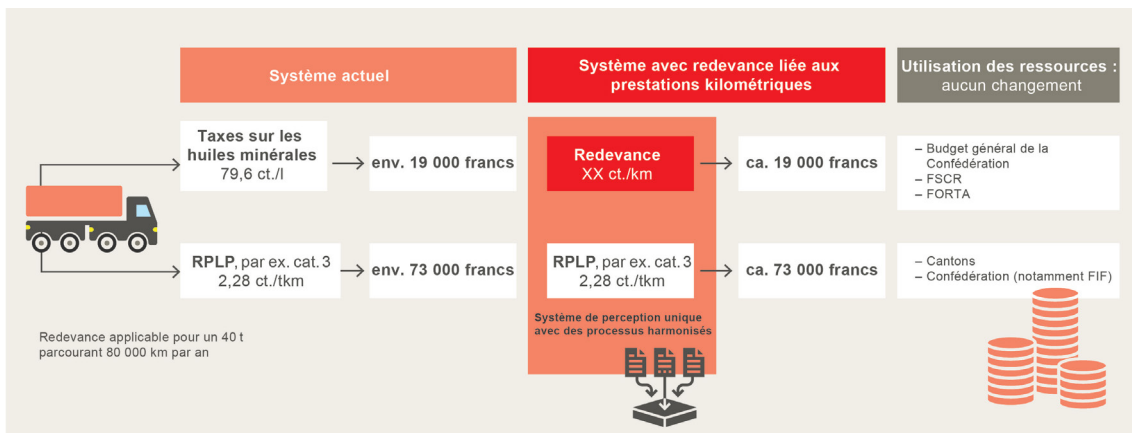 Système actuel
Système avec redevance liée aux
prestations kilométriques
Utilisation des ressources :
aucun changement
Taxes sur les
huiles minérales
79,6 ct./l
env. 19 000 francs
Redevance
XX ct./km
ca. 19 000 francs
– Budget général de la
Confédération
– FSCR
– FORTA
RPLP, par ex. cat. 3
2,28 ct./tkm
env. 73 000 francs
RPLP, par ex. cat. 3
2,28 ct./tkm
ca. 73 000 francs
– Cantons
– Confédération (notamment FIF)
Système de perception unique
avec des processus harmonisés
Redevance applicable pour un 40 t
parcourant 80 000 km par an